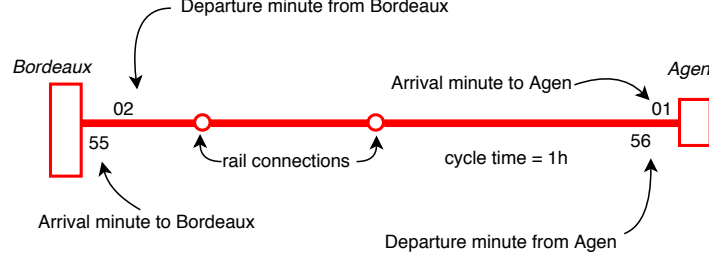 Departure minute from Bordeaux
Bordeaux
Agen
Arrival minute to Agen
02
01
55
56
rail connections
cycle time = 1h
Arrival minute to Bordeaux
Departure minute from Agen